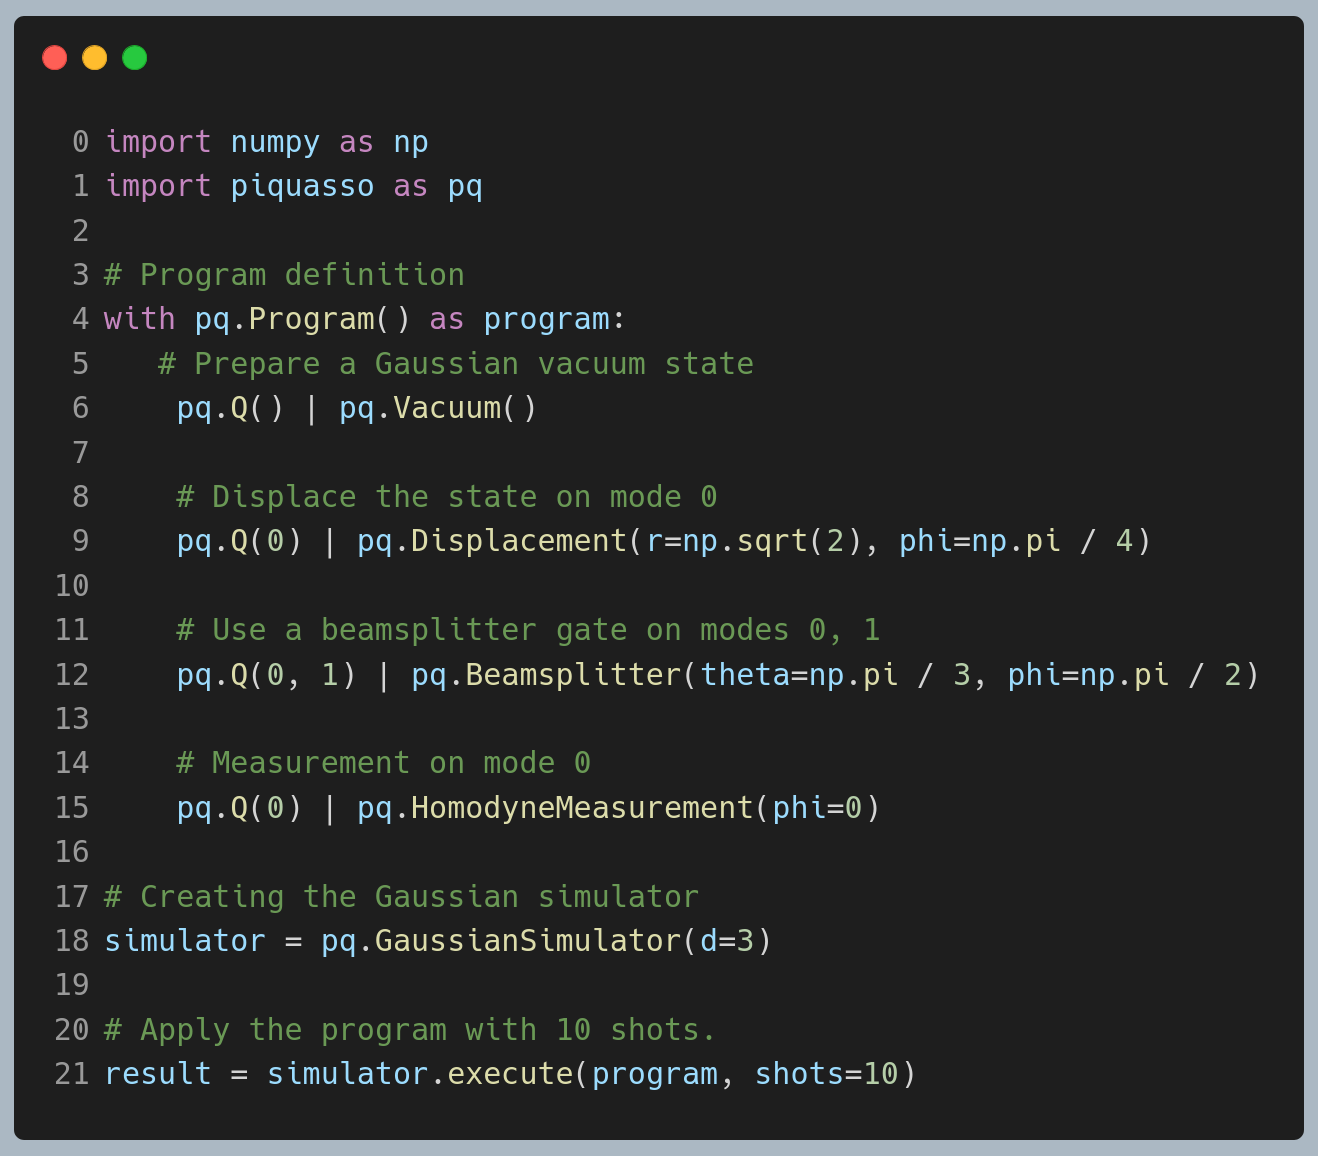 0 import numpy as np
1 import piquasso as pq
2
3 # Program definition
4 with pq.Program() as program:
5    # Prepare a Gaussian vacuum state
6     pq.Q() | pq.Vacuum()
7
8     # Displace the state on mode 0
9     pq.Q(0) | pq.Displacement(r=np.sqrt(2), phi=np.pi / 4)
10
11     # Use a beamsplitter gate on modes 0, 1
12     pq.Q(0, 1) | pq.Beamsplitter(theta=np.pi / 3, phi=np.pi / 2)
13
14     # Measurement on mode 0
15     pq.Q(0) | pq.HomodyneMeasurement(phi=0)
16
17 # Creating the Gaussian simulator
18 simulator = pq.GaussianSimulator(d=3)
19
20 # Apply the program with 10 shots.
21 result = simulator.execute(program, shots=10)